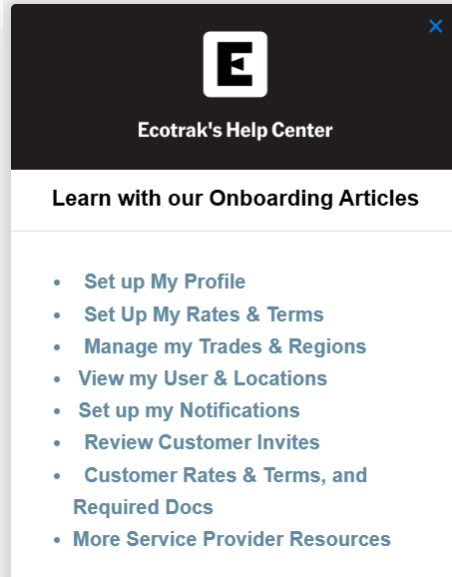 E
Ecotrak's Help Center
Learn with our Onboarding Articles
• Set up My Profile
• Set Up My Rates & Terms
• Manage my Trades & Regions
• View my User & Locations
• Set up my Notifications
• Review Customer Invites
• Customer Rates & Terms, and
Required Docs
• More Service Provider Resources